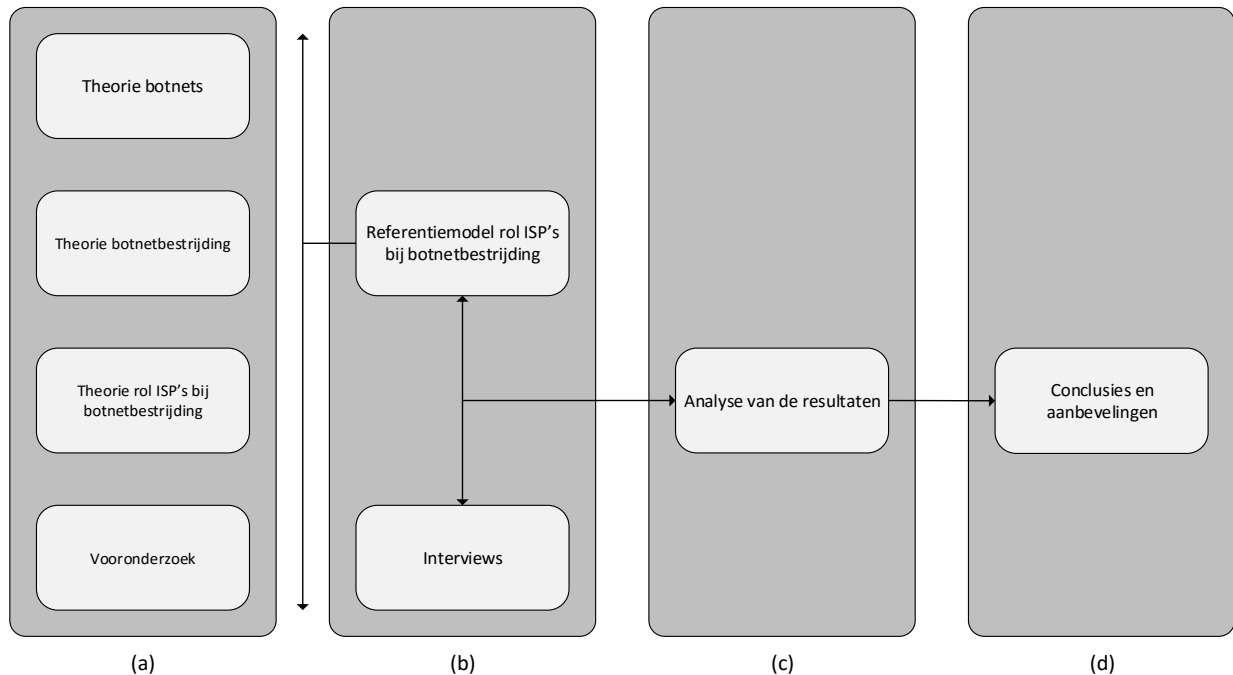 Theorie botnets
Theorie botnetbestrijding
Theorie rol ISP's bij
botnetbestrijding
Vooronderzoek
(a)
Referentiemodel rol ISP's
bij botnetbestrijding
Interviews
(b)
Analyse van de resultaten
(c)
Conclusies en
aanbevelingen
(d)